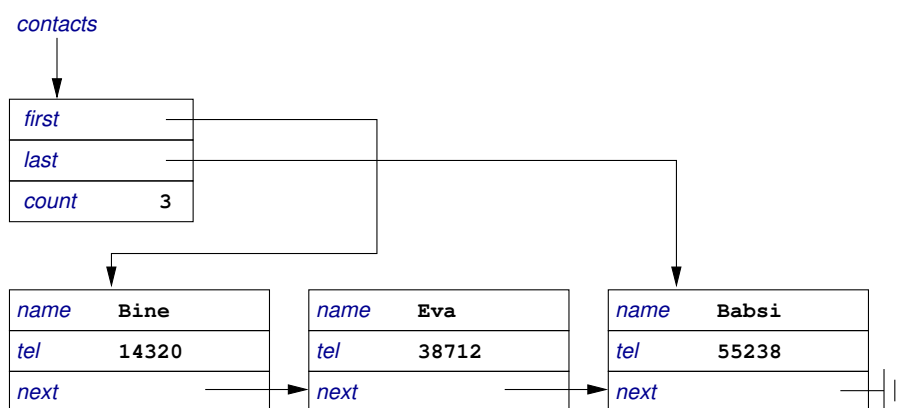 contacts
first
last
count 3
name Bine name Eva name Babsi
tel 14320 tel 38712 tel 55238
next next next